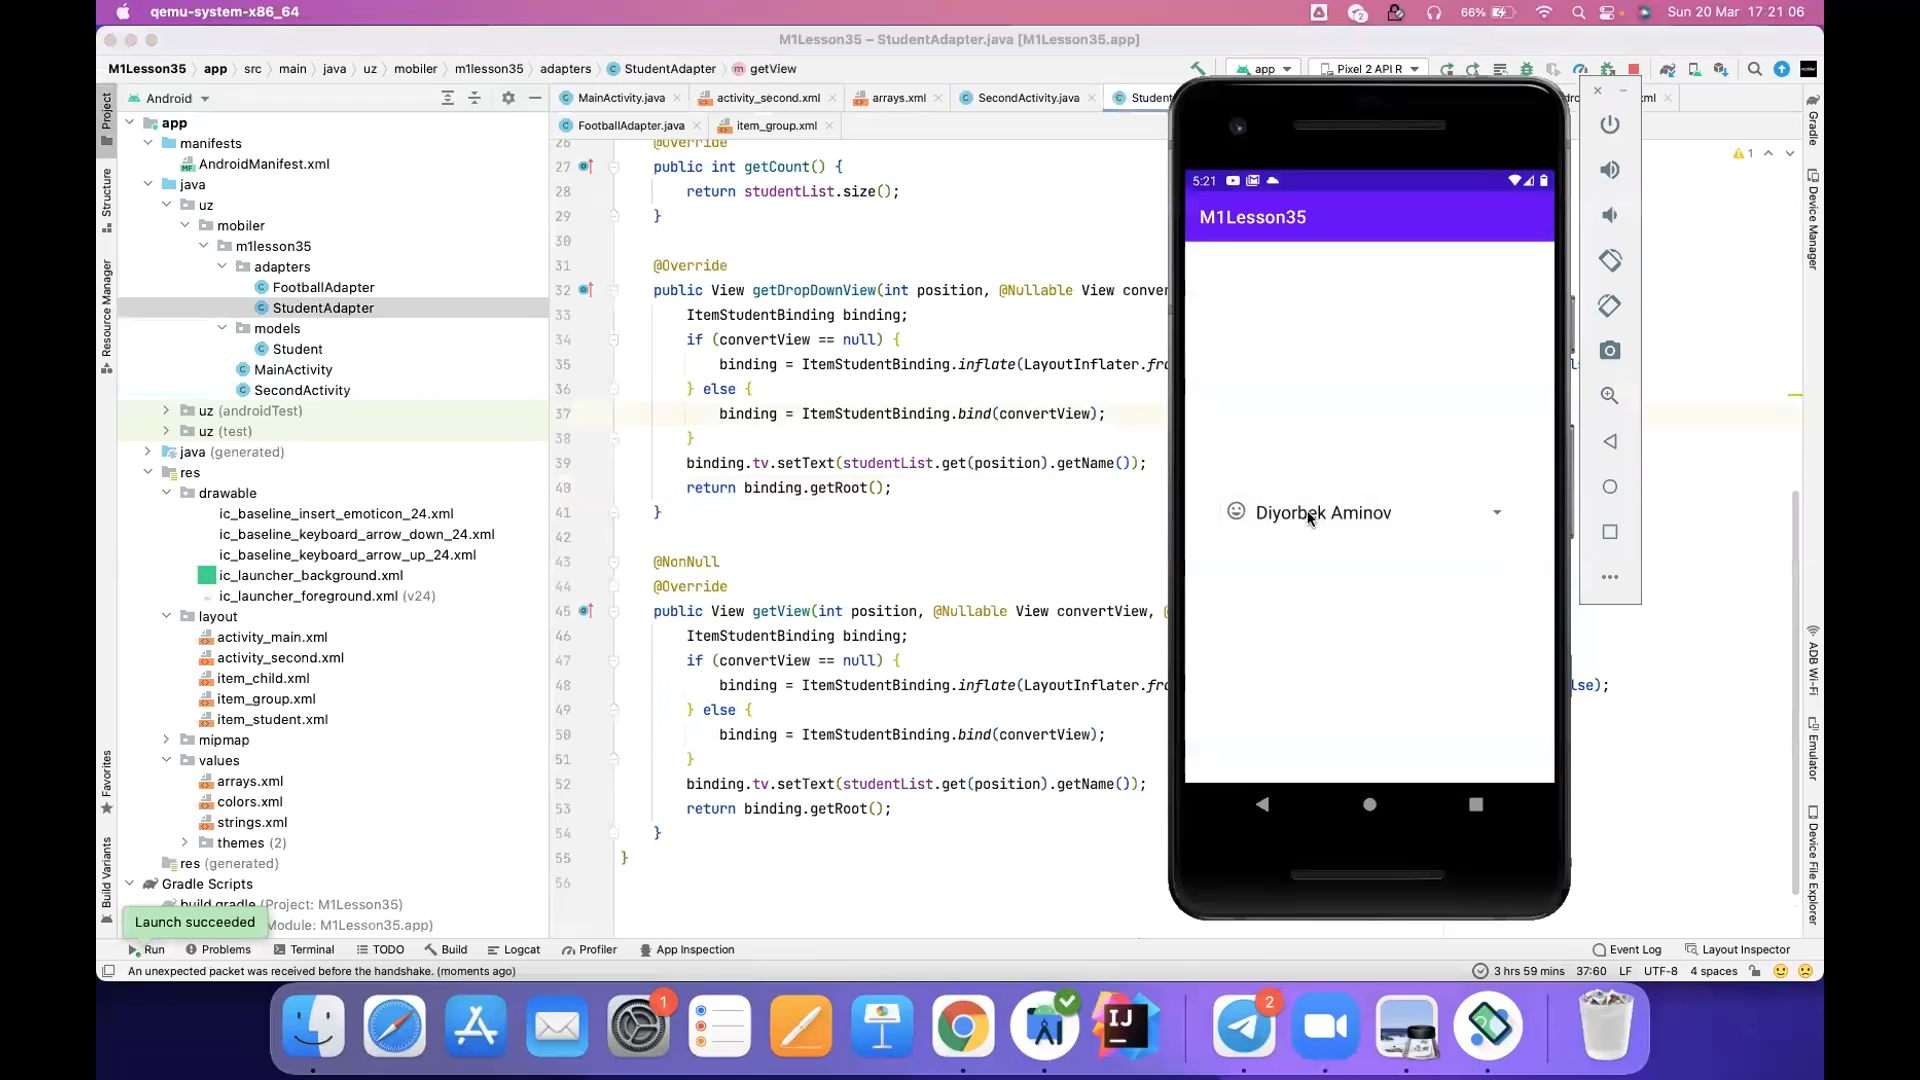 qemu-system-x86_64
2
66%
Sun 20 Mar 17 21 06
M1Lesson35 – StudentAdapter.java [M1Lesson35.app]
M1Lesson35 app src main java uz mobiler m1lesson35 adapters StudentAdapter getView
app
Pixel 2 API R
Android
MainActivity.java
activity_second.xml
arrays.xml
SecondActivity.java
FootballAdapter.java
item_group.xml
Project
Structure
Resource Manager
Favorites
Build Variants
app
manifests
AndroidManifest.xml
java
uz
mobiler
m1lesson35
adapters
FootballAdapter
StudentAdapter
models
Student
MainActivity
SecondActivity
uz (androidTest)
uz (test)
java (generated)
res
drawable
ic_baseline_insert_emoticon_24.xml
ic_baseline_keyboard_arrow_down_24.xml
ic_baseline_keyboard_arrow_up_24.xml
ic_launcher_background.xml
ic_launcher_foreground.xml (v24)
layout
activity_main.xml
activity_second.xml
item_child.xml
item_group.xml
item_student.xml
mipmap
values
arrays.xml
colors.xml
strings.xml
themes (2)
res (generated)
Gradle Scripts
build.gradle (Project: M1Lesson35)
Module: M1Lesson35.app)
Launch succeeded
26 @Override
27 public int getCount() {
28 return studentList.size();
29 }
30
31 @Override
32 public View getDropDownView(int position, @Nullable View conver
33 ItemStudentBinding binding;
34 if (convertView == null) {
35 binding = ItemStudentBinding.inflate(LayoutInflater.fro
36 } else {
37 binding = ItemStudentBinding.bind(convertView);
38 }
39 binding.tv.setText(studentList.get(position).getName());
40 return binding.getRoot();
41 }
42
43 @NonNull
44 @Override
45 public View getView(int position, @Nullable View convertView, @
46 ItemStudentBinding binding;
47 if (convertView == null) {
48 binding = ItemStudentBinding.inflate(LayoutInflater.fro lse);
49 } else {
50 binding = ItemStudentBinding.bind(convertView);
51 }
52 binding.tv.setText(studentList.get(position).getName());
53 return binding.getRoot();
54 }
55 }
56
5:21
M1Lesson35
Diyorbek Aminov
1
Gradle
Device Manager
ADB Wi-Fi
Emulator
Device File Explorer
Run
Problems
Terminal
TODO
Build
Logcat
Profiler
App Inspection
Event Log
Layout Inspector
An unexpected packet was received before the handshake. (moments ago)
3 hrs 59 mins
37:60
LF
UTF-8
4 spaces
1
IJ
2